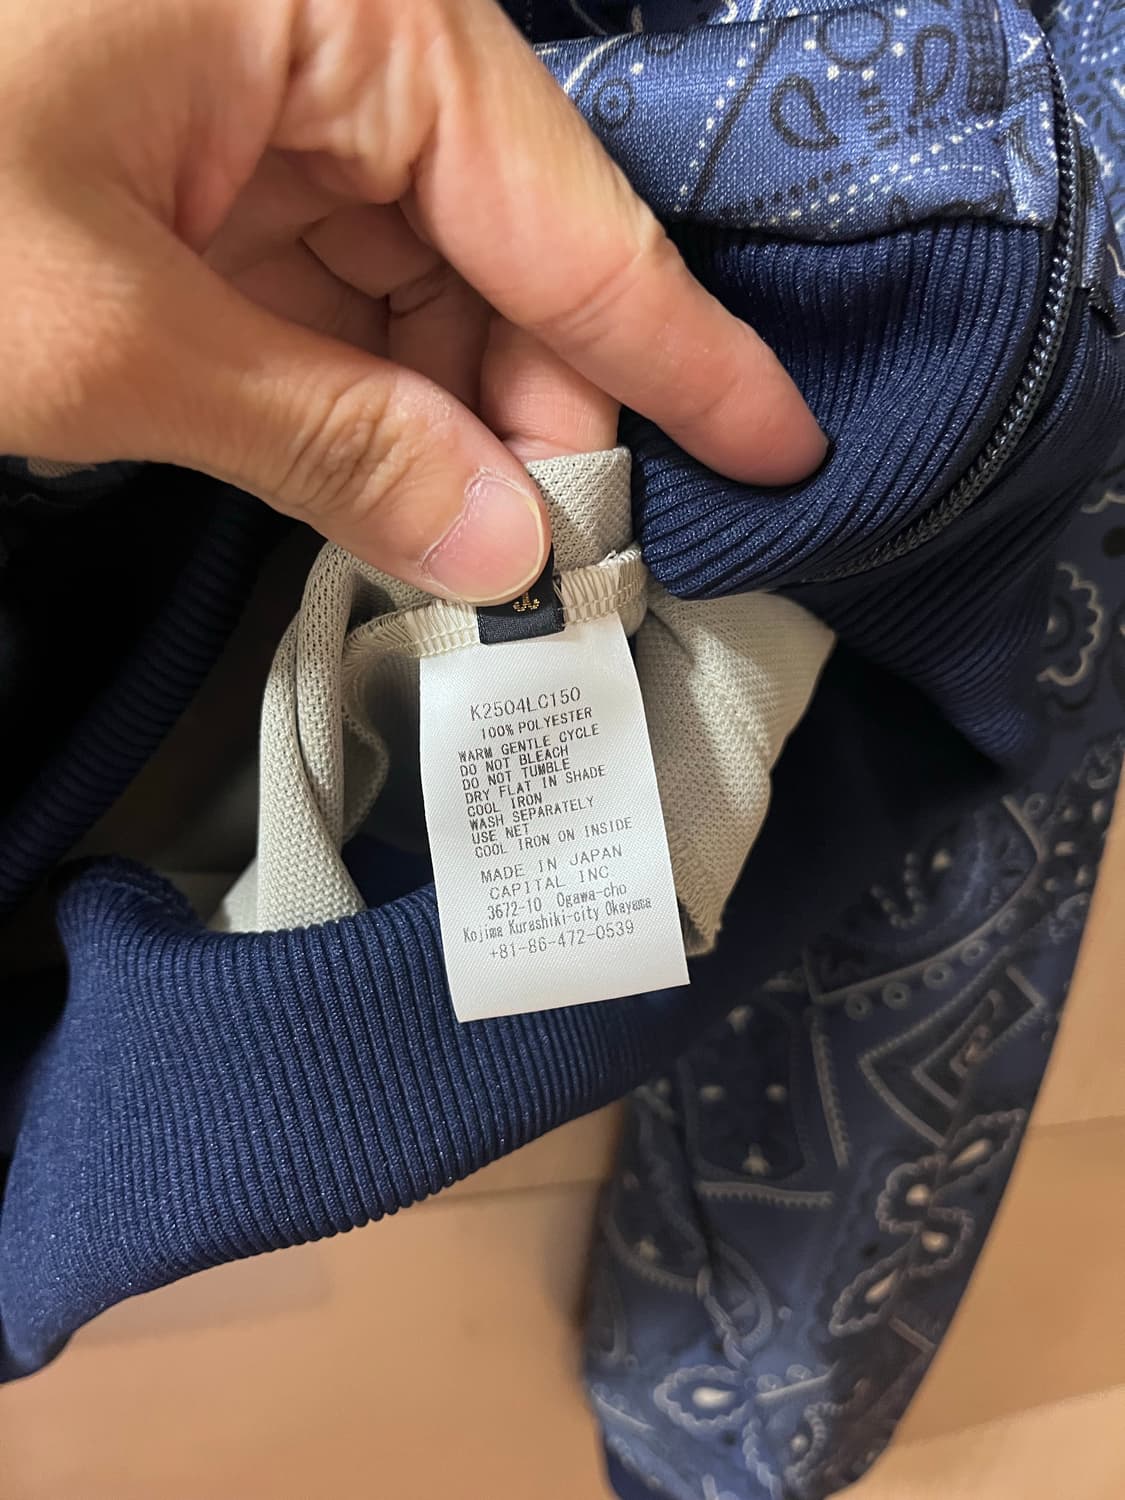 K2504LC150
100% POLYESTER
WARM GENTLE CYCLE
DO NOT BLEACH
DO NOT TUMBLE
DRY FLAT IN SHADE
COOL IRON
WASH SEPARATELY
USE NET
COOL IRON ON INSIDE
MADE IN JAPAN
CAPITAL INC
3672-10 Ogawa-cho
Kojima Kurashiki-city Okayama
+81-86-472-0539